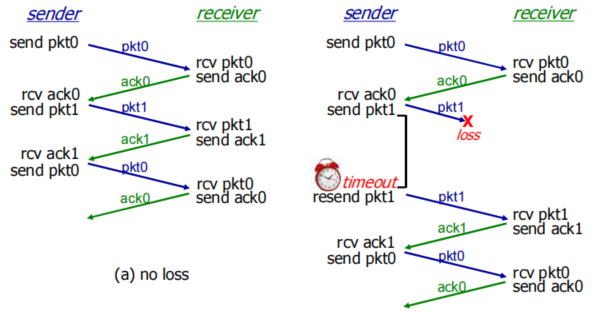 sender
receiver
send pkt0
pkt0
rcv pkt0
send ack0
ack0
rcv ack0
send pkt1
pkt1
rcv pkt1
send ack1
ack1
rcv ack1
send pkt0
pkt0
rcv pkt0
send ack0
ack0
(a) no loss
sender
receiver
send pkt0
pkt0
rcv pkt0
send ack0
ack0
rcv ack0
send pkt1
pkt1
X
loss
timeout
resend pkt1
pkt1
rcv pkt1
send ack1
ack1
rcv ack1
send pkt0
pkt0
rcv pkt0
send ack0
ack0